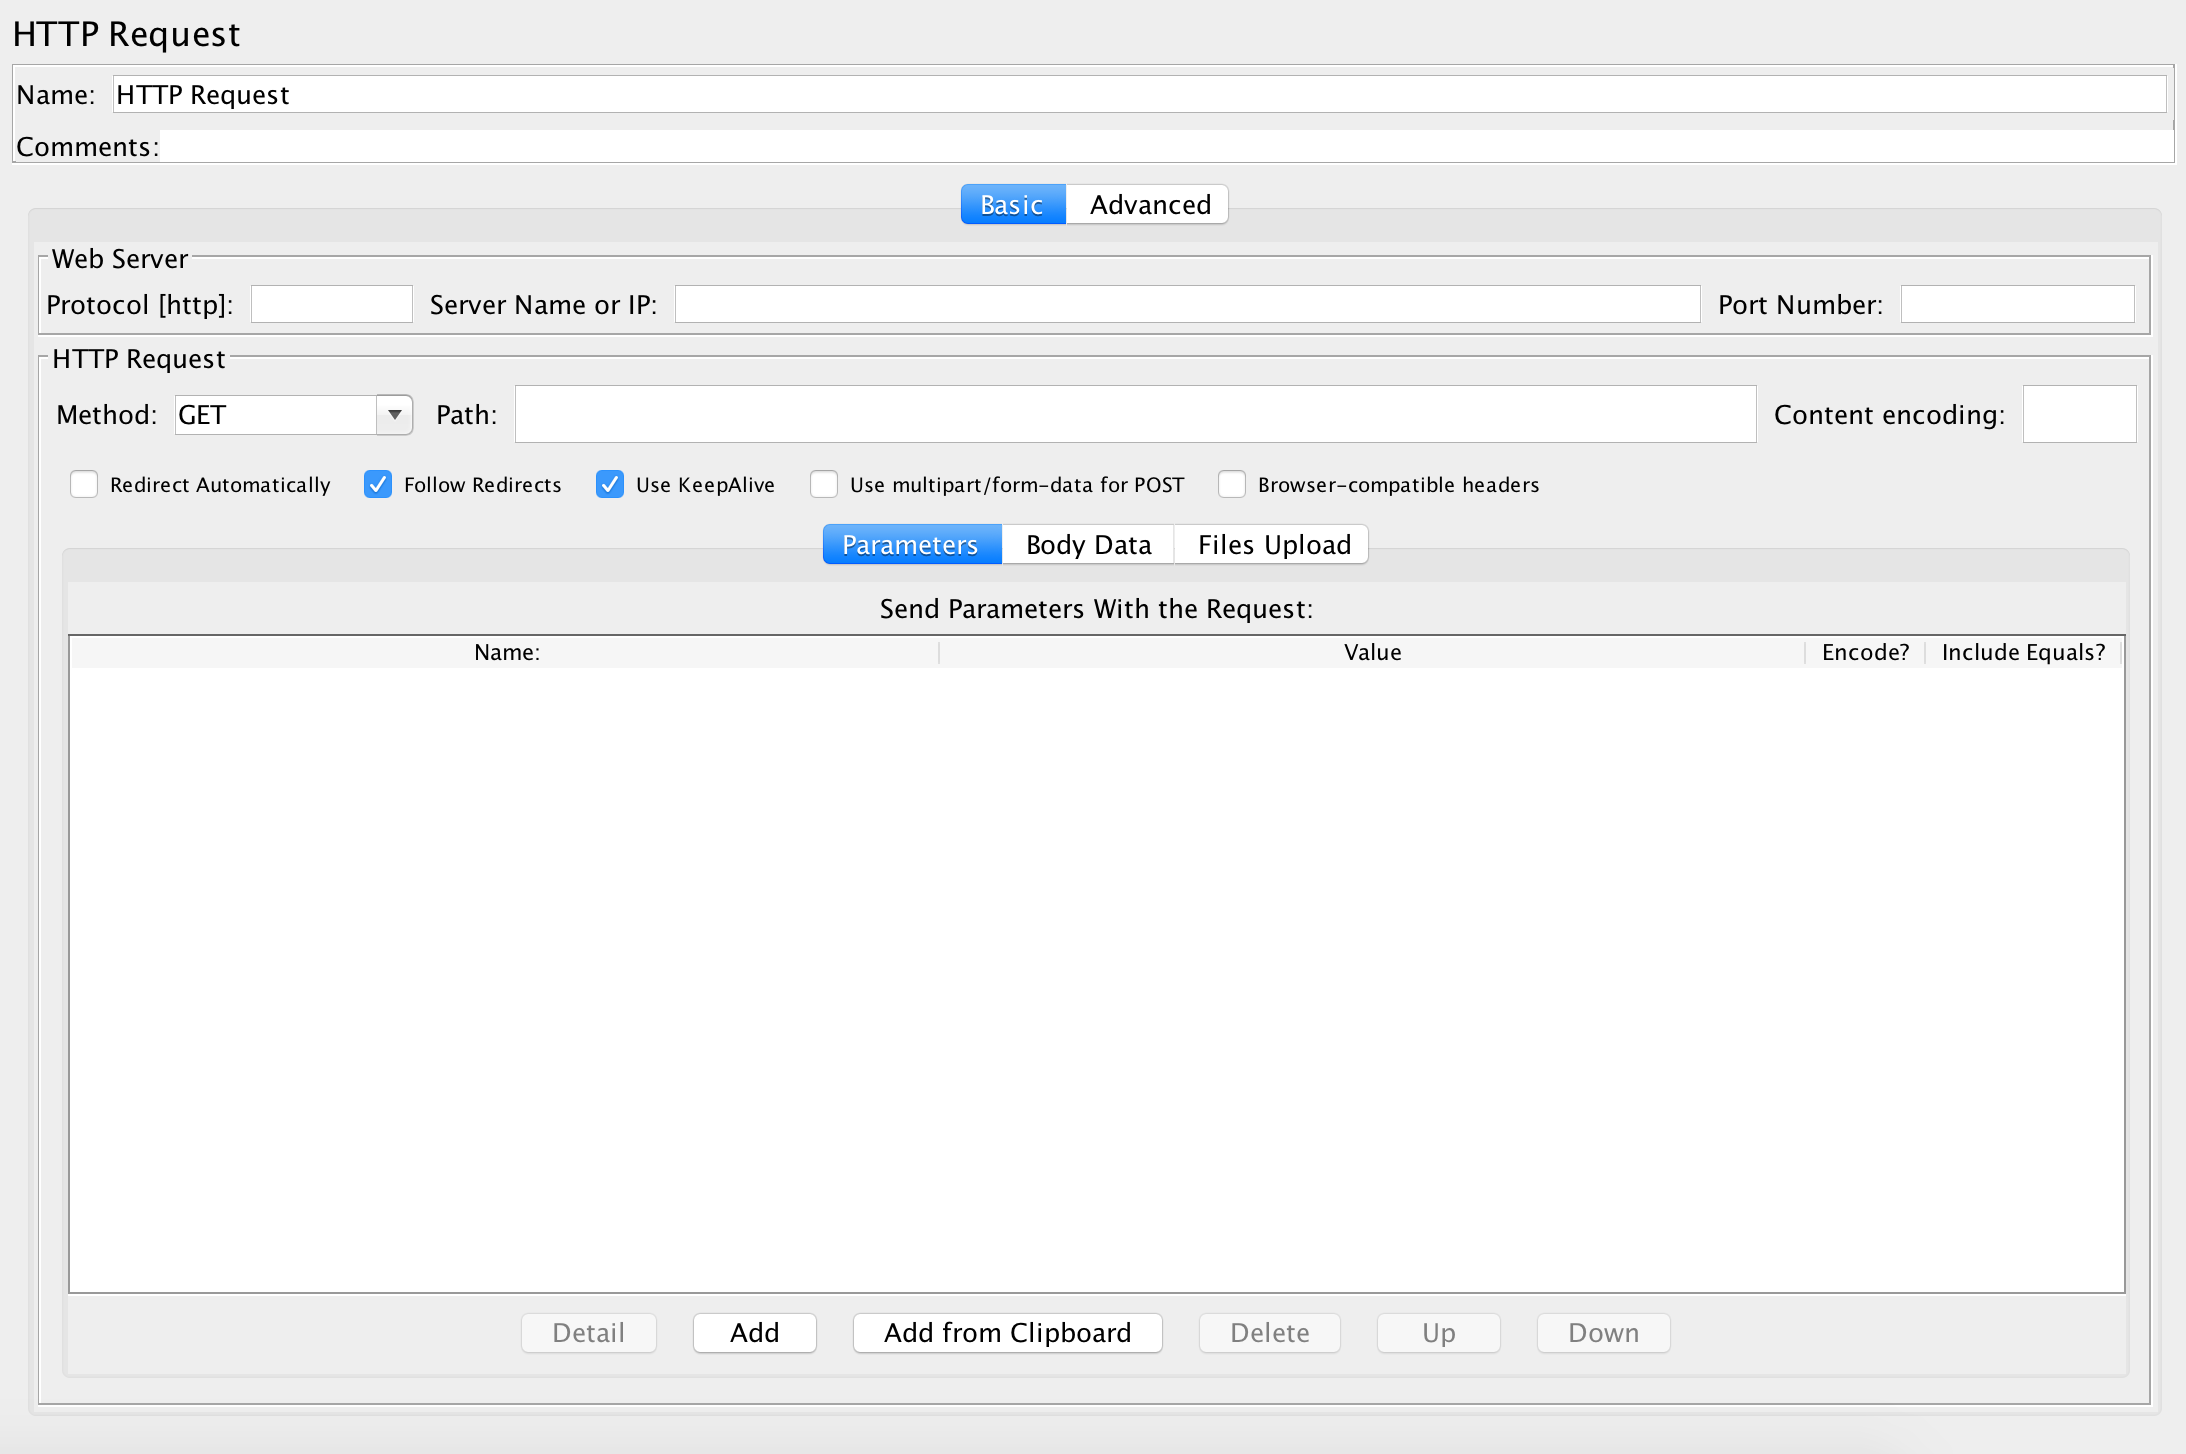 HTTP Request
Name: HTTP Request
Comments:
Basic Advanced
Web Server
Protocol [http]: Server Name or IP: Port Number:
HTTP Request
Method: GET Path: Content encoding:
Redirect Automatically Follow Redirects Use KeepAlive Use multipart/form-data for POST Browser-compatible headers
Parameters Body Data Files Upload
Send Parameters With the Request:
Name: Value Encode? Include Equals?
Detail Add Add from Clipboard Delete Up Down